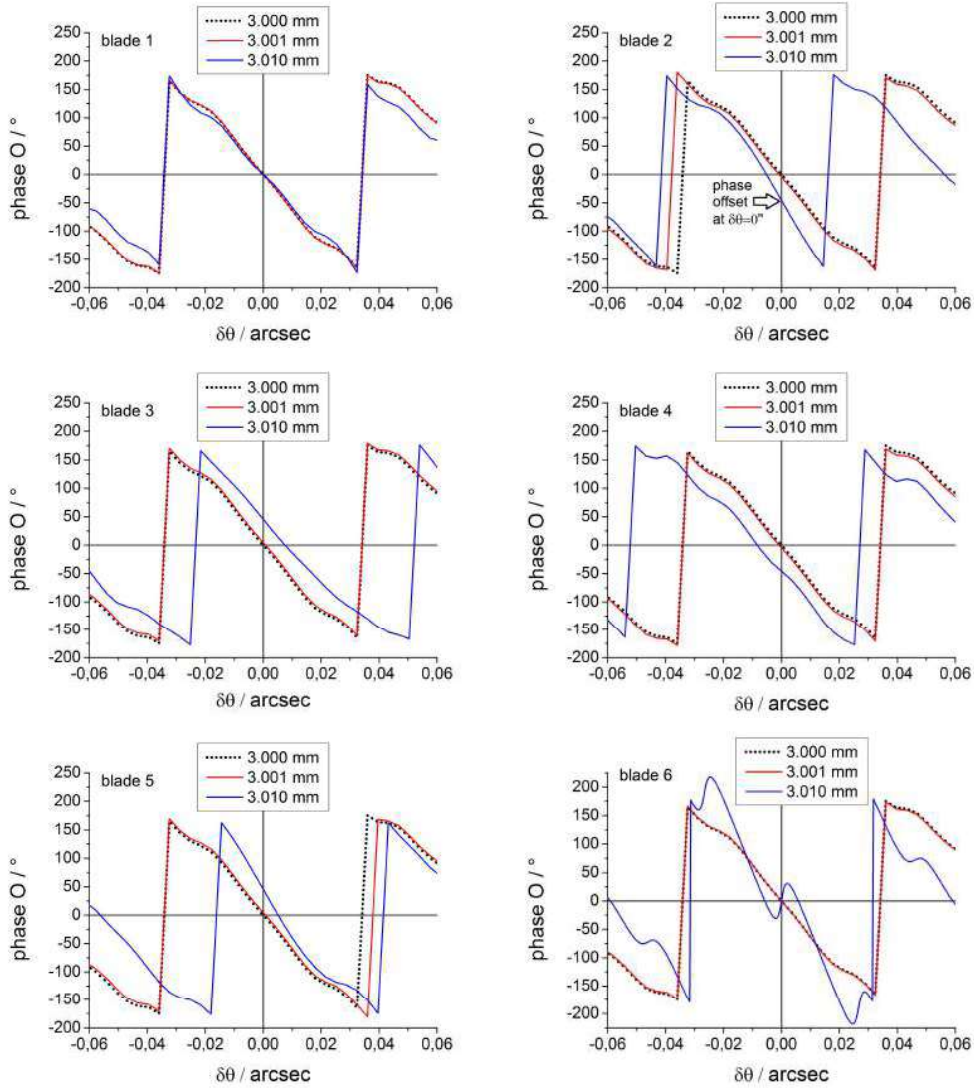 blade 1
3.000 mm
3.001 mm
3.010 mm
250
200
150
100
50
0
-50
-100
-150
-200
phase O / °
-0,06 -0,04 -0,02 0,00 0,02 0,04 0,06
δθ / arcsec
blade 2
3.000 mm
3.001 mm
3.010 mm
250
200
150
100
50
0
-50
-100
-150
-200
phase O / °
phase
offset
at δθ=0"
-0,06 -0,04 -0,02 0,00 0,02 0,04 0,06
δθ / arcsec
blade 3
3.000 mm
3.001 mm
3.010 mm
250
200
150
100
50
0
-50
-100
-150
-200
phase O / °
-0,06 -0,04 -0,02 0,00 0,02 0,04 0,06
δθ / arcsec
blade 4
3.000 mm
3.001 mm
3.010 mm
250
200
150
100
50
0
-50
-100
-150
-200
phase O / °
-0,06 -0,04 -0,02 0,00 0,02 0,04 0,06
δθ / arcsec
blade 5
3.000 mm
3.001 mm
3.010 mm
250
200
150
100
50
0
-50
-100
-150
-200
phase O / °
-0,06 -0,04 -0,02 0,00 0,02 0,04 0,06
δθ / arcsec
blade 6
3.000 mm
3.001 mm
3.010 mm
250
200
150
100
50
0
-50
-100
-150
-200
phase O / °
-0,06 -0,04 -0,02 0,00 0,02 0,04 0,06
δθ / arcsec